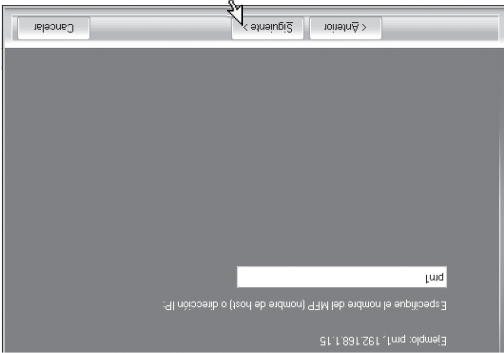 Ejemplo: prn1, 192.168.1.15
Especifique el nombre del MFP (nombre de host) o dirección IP.
prn1
< Anterior
Siguiente >
Cancelar